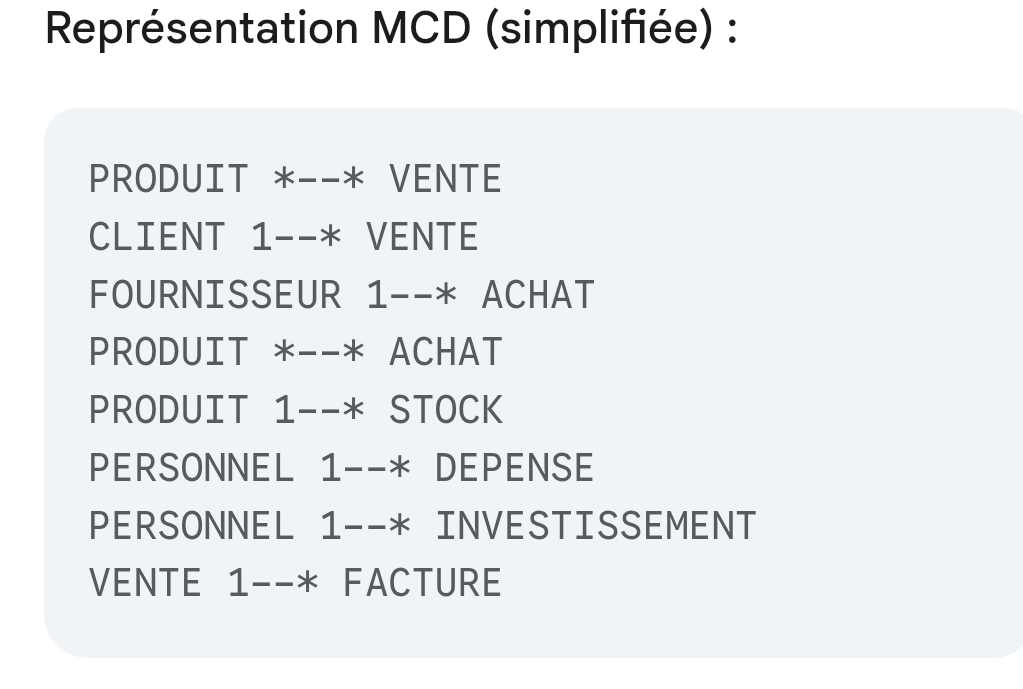 Représentation MCD (simplifiée) :
PRODUIT *--* VENTE
CLIENT 1--* VENTE
FOURNISSEUR 1--* ACHAT
PRODUIT *--* ACHAT
PRODUIT 1--* STOCK
PERSONNEL 1--* DEPENSE
PERSONNEL 1--* INVESTISSEMENT
VENTE 1--* FACTURE